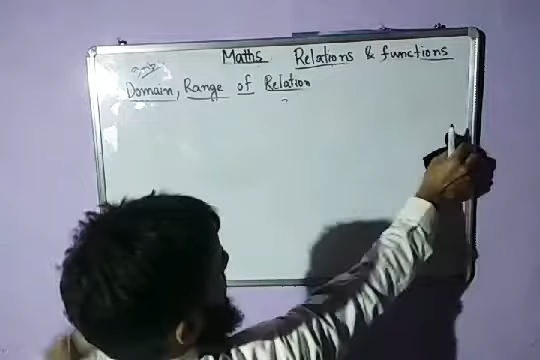 Maths Relations & functions
Domain, Range of Relation